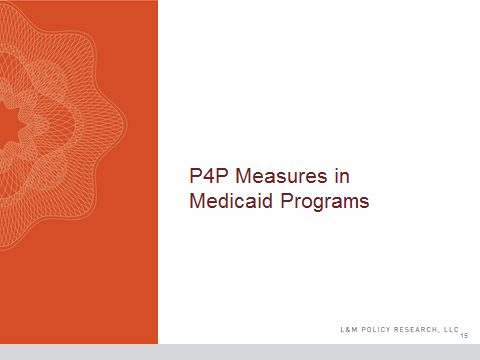 P4P Measures in
Medicaid Programs
L&M POLICY RESEARCH, LLC
15